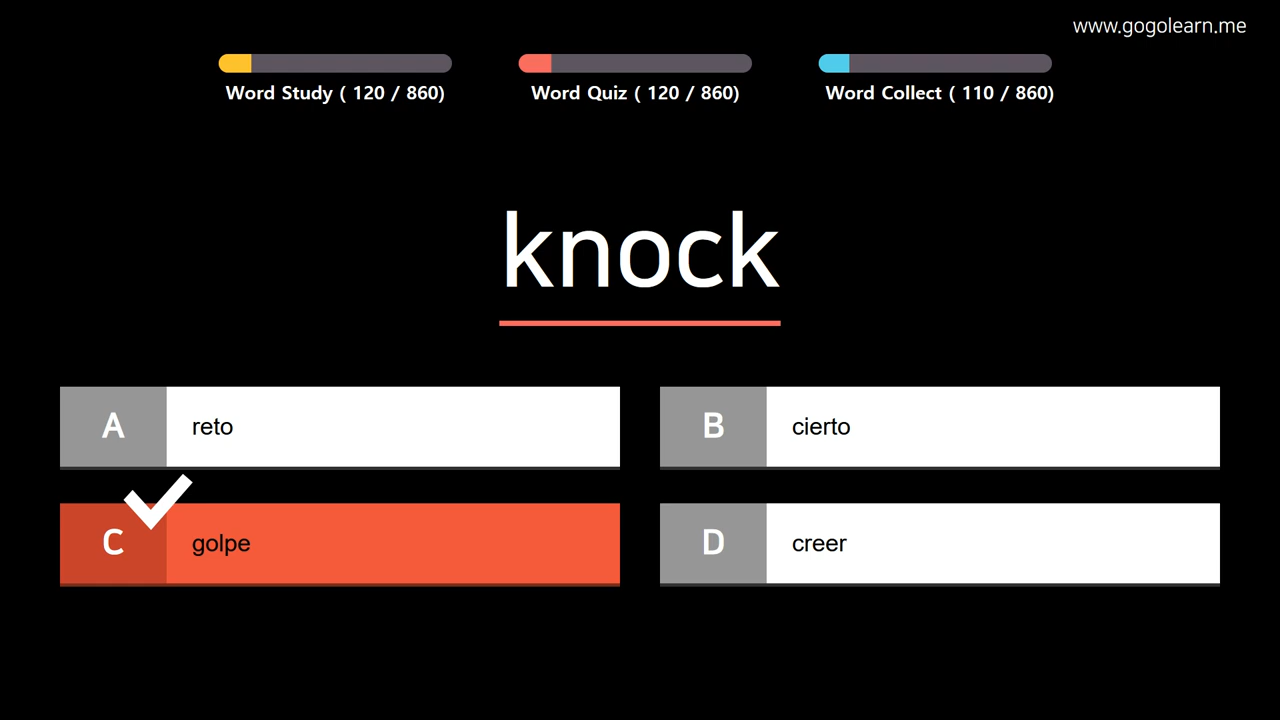 www.gogolearn.me
Word Study ( 120 / 860)
Word Quiz ( 120 / 860)
Word Collect ( 110 / 860)
knock
A reto
B cierto
C golpe
D creer